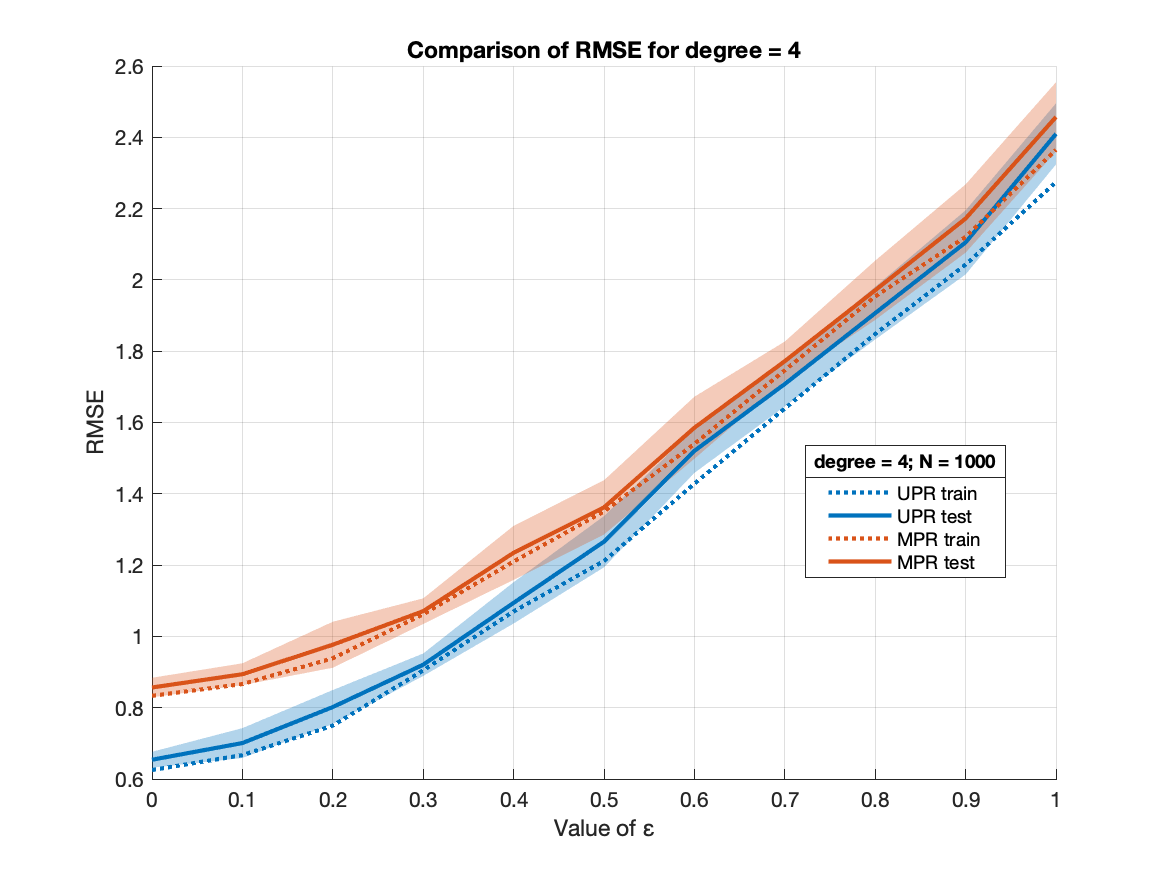 Comparison of RMSE for degree = 4
2.6
2.4
2.2
2
1.8
1.6
1.4
1.2
1
0.8
0.6
RMSE
degree = 4; N = 1000
UPR train
UPR test
MPR train
MPR test
0 0.1 0.2 0.3 0.4 0.5 0.6 0.7 0.8 0.9 1
Value of ε